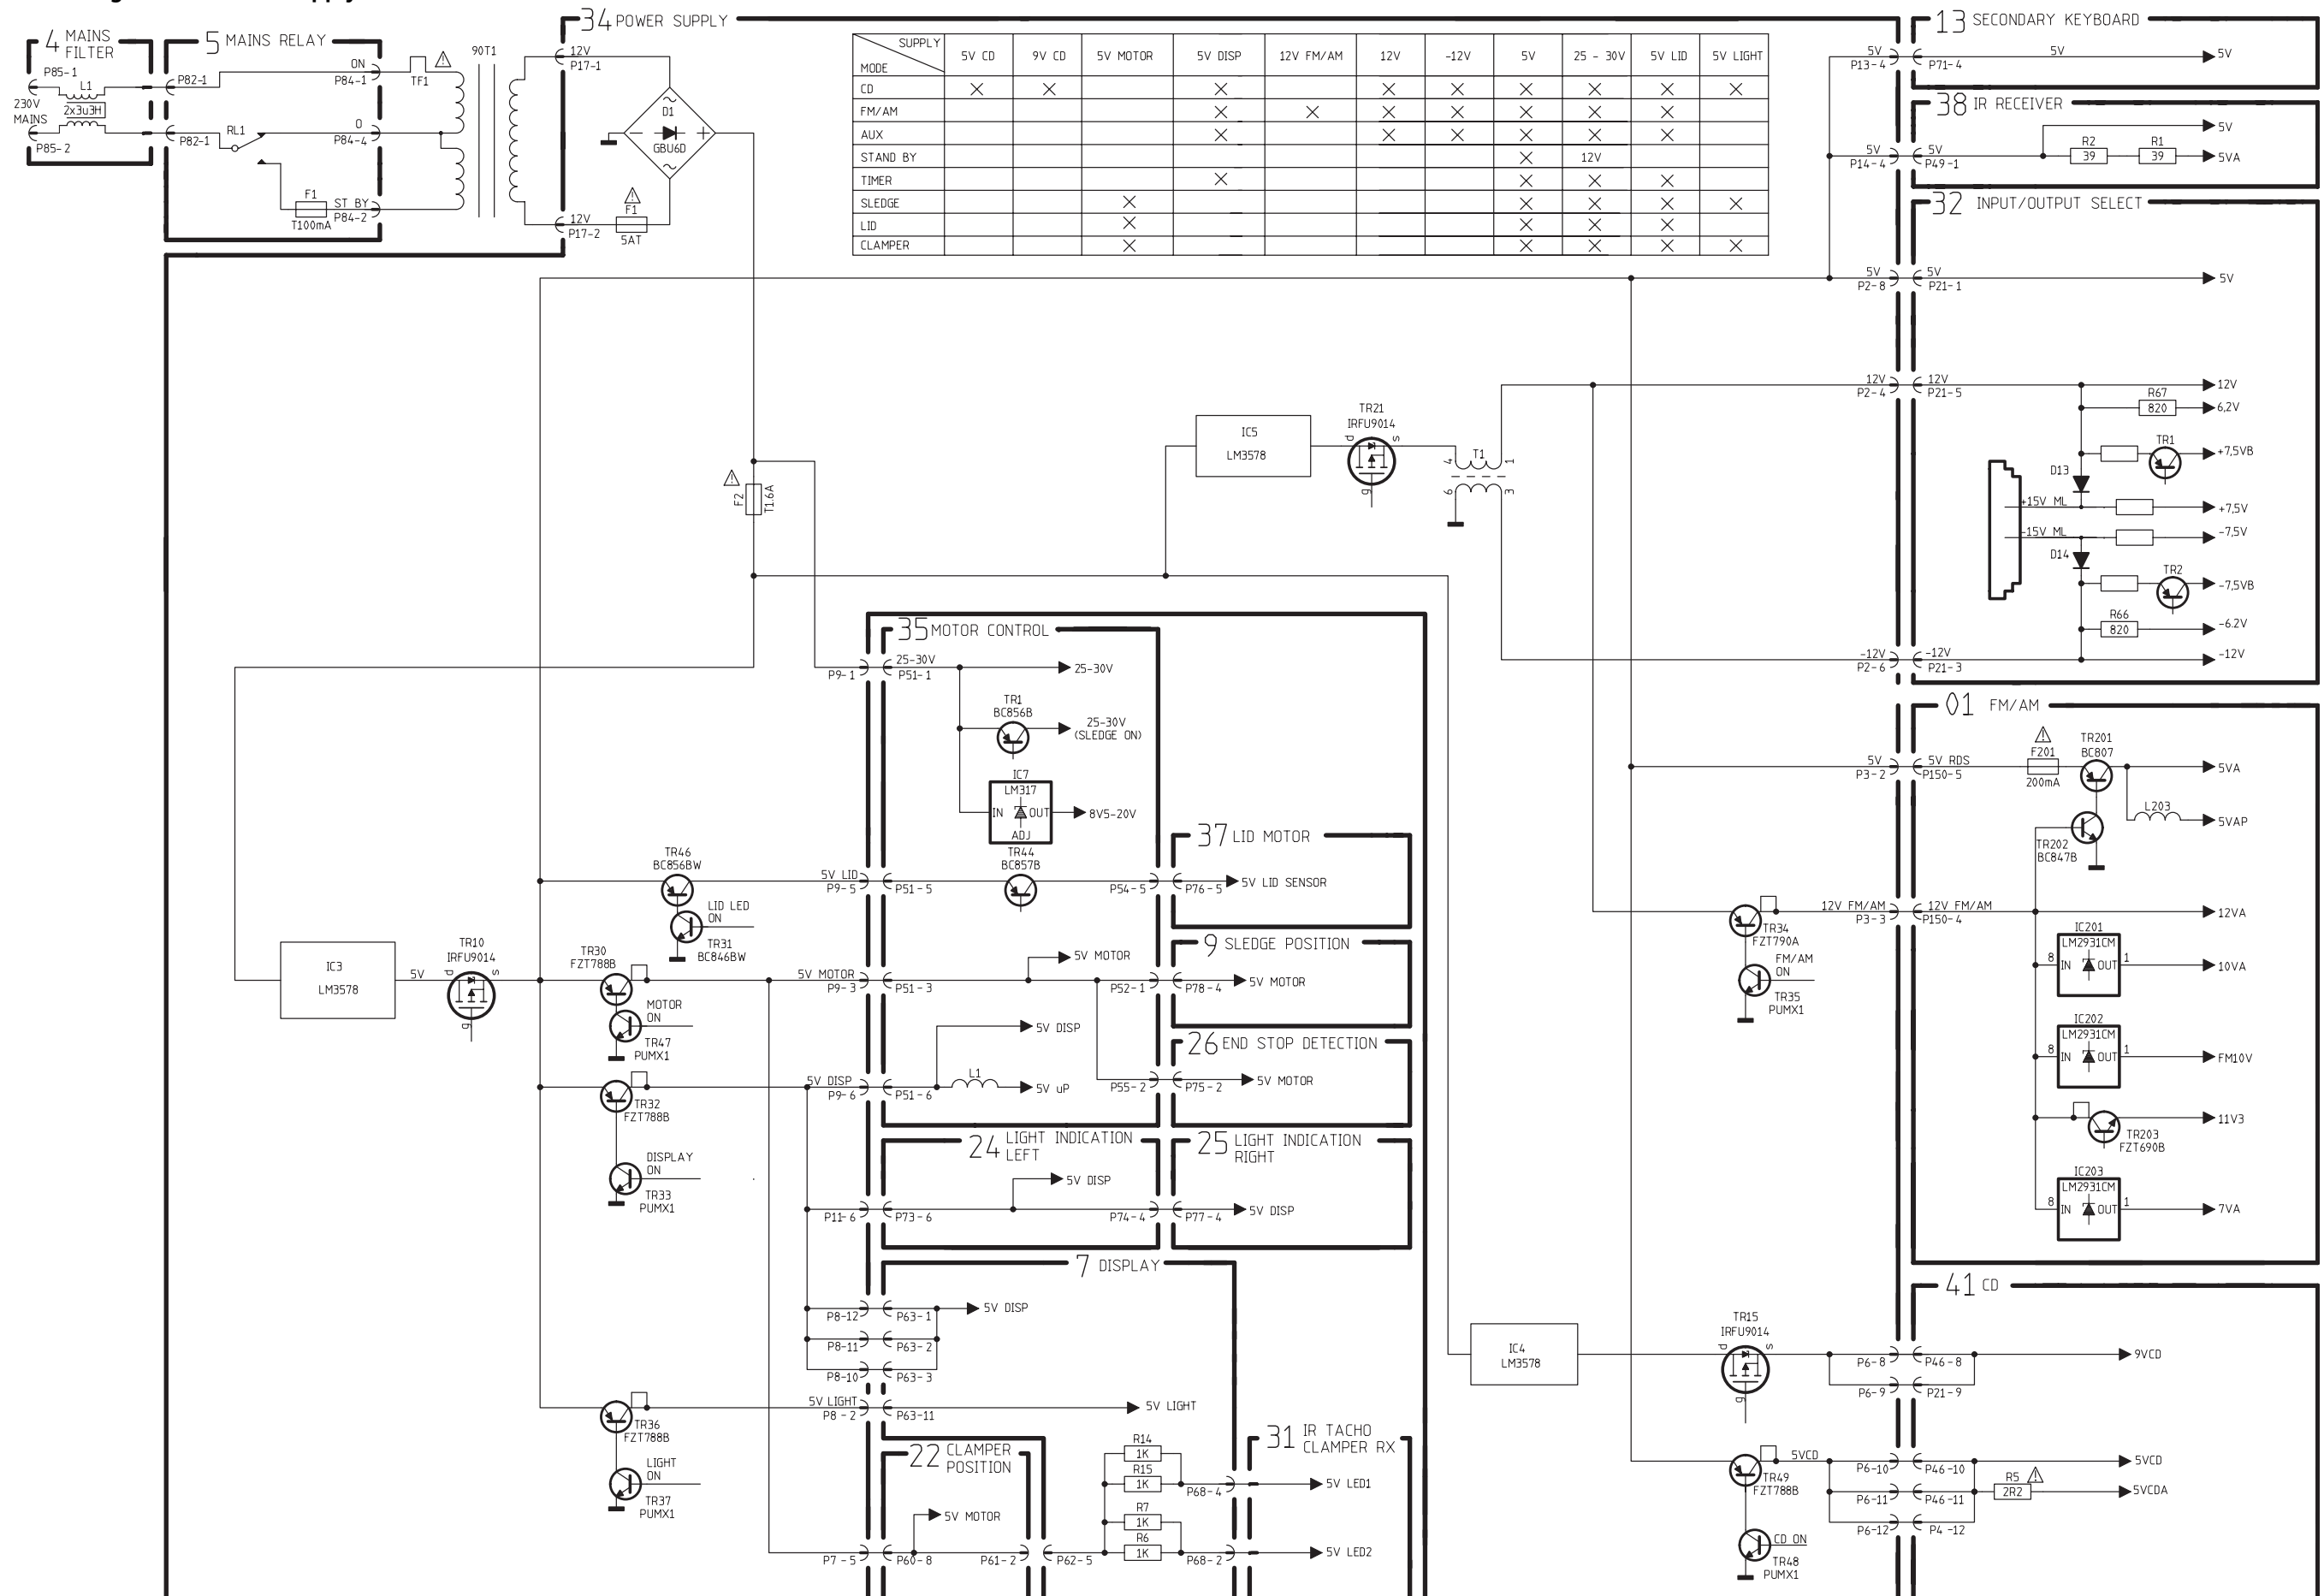 34 POWER SUPPLY
4 MAINS FILTER
P85-1
L1
2x3u3H
230V
MAINS
P85-2
5 MAINS RELAY
P82-1
P82-1
RL1
ON
P84-1
0
P84-4
F1
T100mA
ST BY
P84-2
TF1
90T1
12V
P17-1
D1
GBU6D
12V
P17-2
F1
5AT
SUPPLY
MODE
5V CD 9V CD 5V MOTOR 5V DISP 12V FM/AM 12V -12V 5V 25 - 30V 5V LID 5V LIGHT
CD X X X X X X X X X
FM/AM X X X X X X X
AUX X X X X X X
STAND BY X 12V
TIMER X X X X
SLEDGE X X X X X
LID X X X X
CLAMPER X X X X X
13 SECONDARY KEYBOARD
5V
P13-4
5V
P71-4
5V
5V
38 IR RECEIVER
5V
P14-4
5V
P49-1
R2
39
R1
39
5V
5VA
32 INPUT/OUTPUT SELECT
5V
P2-8
5V
P21-1
5V
12V
P2-4
12V
P21-5
12V
R67
820
6,2V
TR1
+7,5VB
D13
+15V ML
+7,5V
-15V ML
-7,5V
D14
TR2
-7,5VB
R66
820
-6.2V
-12V
P2-6
-12V
P21-3
-12V
IC5
LM3578
TR21
IRFU9014
d
s
g
4
T1
1
6
3
F2
T1.6A
35 MOTOR CONTROL
P9-1
25-30V
P51-1
25-30V
TR1
BC856B
25-30V
(SLEDGE ON)
IC7
LM317
IN
OUT
ADJ
8V5-20V
TR46
BC856BW
5V LID
P9-5
P51-5
TR44
BC857B
P54-5
P76-5
5V LID SENSOR
37 LID MOTOR
LID LED
ON
TR31
BC846BW
IC3
LM3578
5V
TR10
IRFU9014
d
s
g
TR30
FZT788B
MOTOR
ON
TR47
PUMX1
5V MOTOR
P9-3
P51-3
5V MOTOR
P52-1
P78-4
5V MOTOR
9 SLEDGE POSITION
5V DISP
26 END STOP DETECTION
P55-2
P75-2
5V MOTOR
TR32
FZT788B
5V DISP
P9-6
P51-6
L1
5V uP
DISPLAY
ON
TR33
PUMX1
24 LIGHT INDICATION LEFT
5V DISP
P11-6
P73-6
P74-4
P77-4
5V DISP
25 LIGHT INDICATION RIGHT
7 DISPLAY
P8-12
P63-1
5V DISP
P8-11
P63-2
P8-10
P63-3
5V LIGHT
P8-2
P63-11
5V LIGHT
TR36
FZT788B
LIGHT
ON
TR37
PUMX1
22 CLAMPER POSITION
5V MOTOR
P7-5
P60-8
P61-2
P62-5
R14
1K
R15
1K
R7
1K
R6
1K
P68-4
P68-2
31 IR TACHO CLAMPER RX
5V LED1
5V LED2
01 FM/AM
5V
P3-2
5V RDS
P150-5
F201
200mA
TR201
BC807
5VA
L203
5VAP
TR202
BC847B
12V FM/AM
P3-3
12V FM/AM
P150-4
12VA
TR34
FZT790A
FM/AM
ON
TR35
PUMX1
IC201
LM2931CM
8
IN
OUT
1
10VA
IC202
LM2931CM
8
IN
OUT
1
FM10V
11V3
TR203
FZT690B
IC203
LM2931CM
8
IN
OUT
1
7VA
41 CD
IC4
LM3578
TR15
IRFU9014
d
s
g
P6-8
P46-8
9VCD
P6-9
P21-9
TR49
FZT788B
5VCD
P6-10
P46-10
5VCD
P6-11
P46-11
R5
2R2
5VCDA
P6-12
P4 -12
CD ON
TR48
PUMX1